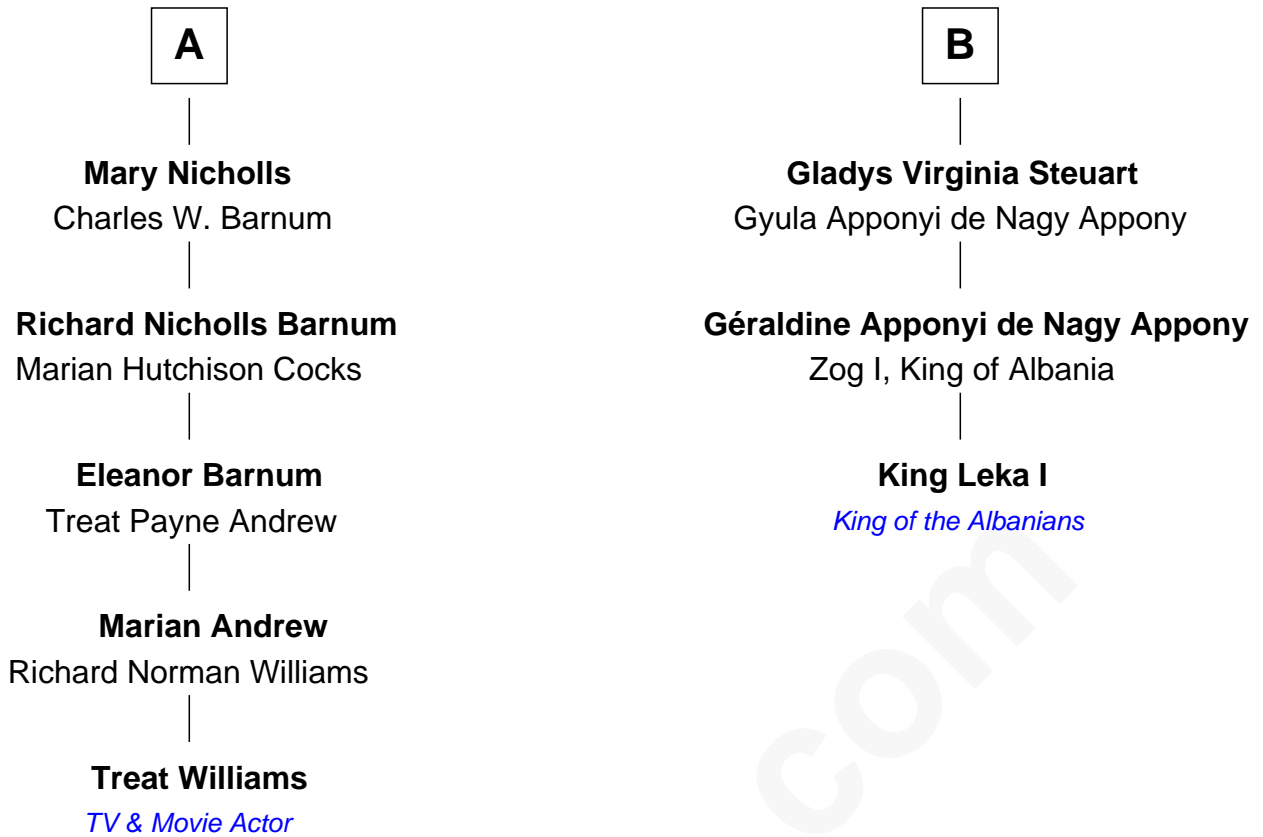 A
Mary Nicholls
Charles W. Barnum
Richard Nicholls Barnum
Marian Hutchison Cocks
Eleanor Barnum
Treat Payne Andrew
Marian Andrew
Richard Norman Williams
Treat Williams
TV & Movie Actor
B
Gladys Virginia Steuart
Gyula Apponyi de Nagy Appony
Géraldine Apponyi de Nagy Appony
Zog I, King of Albania
King Leka I
King of the Albanians
com